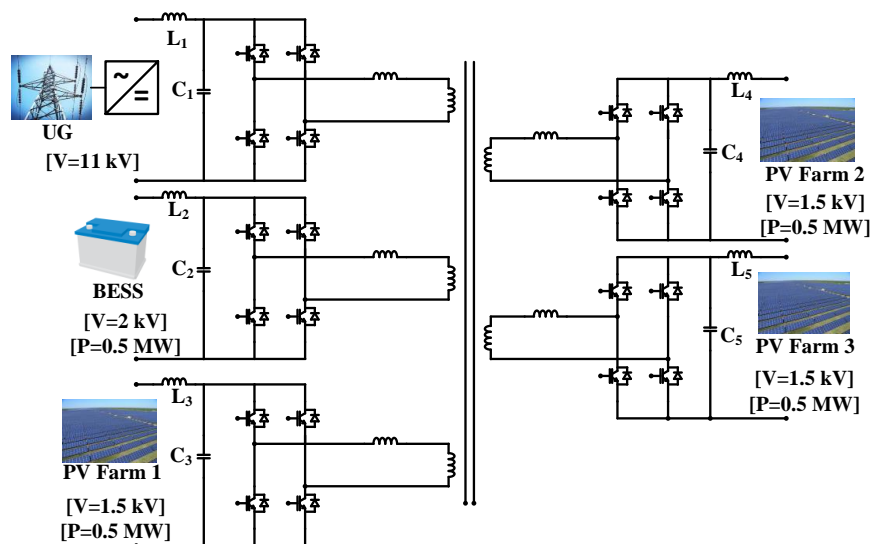 L1
C1
UG
[V=11 kV]
L2
C2
BESS
[V=2 kV]
[P=0.5 MW]
L3
C3
PV Farm 1
[V=1.5 kV]
[P=0.5 MW]
L4
C4
PV Farm 2
[V=1.5 kV]
[P=0.5 MW]
L5
C5
PV Farm 3
[V=1.5 kV]
[P=0.5 MW]